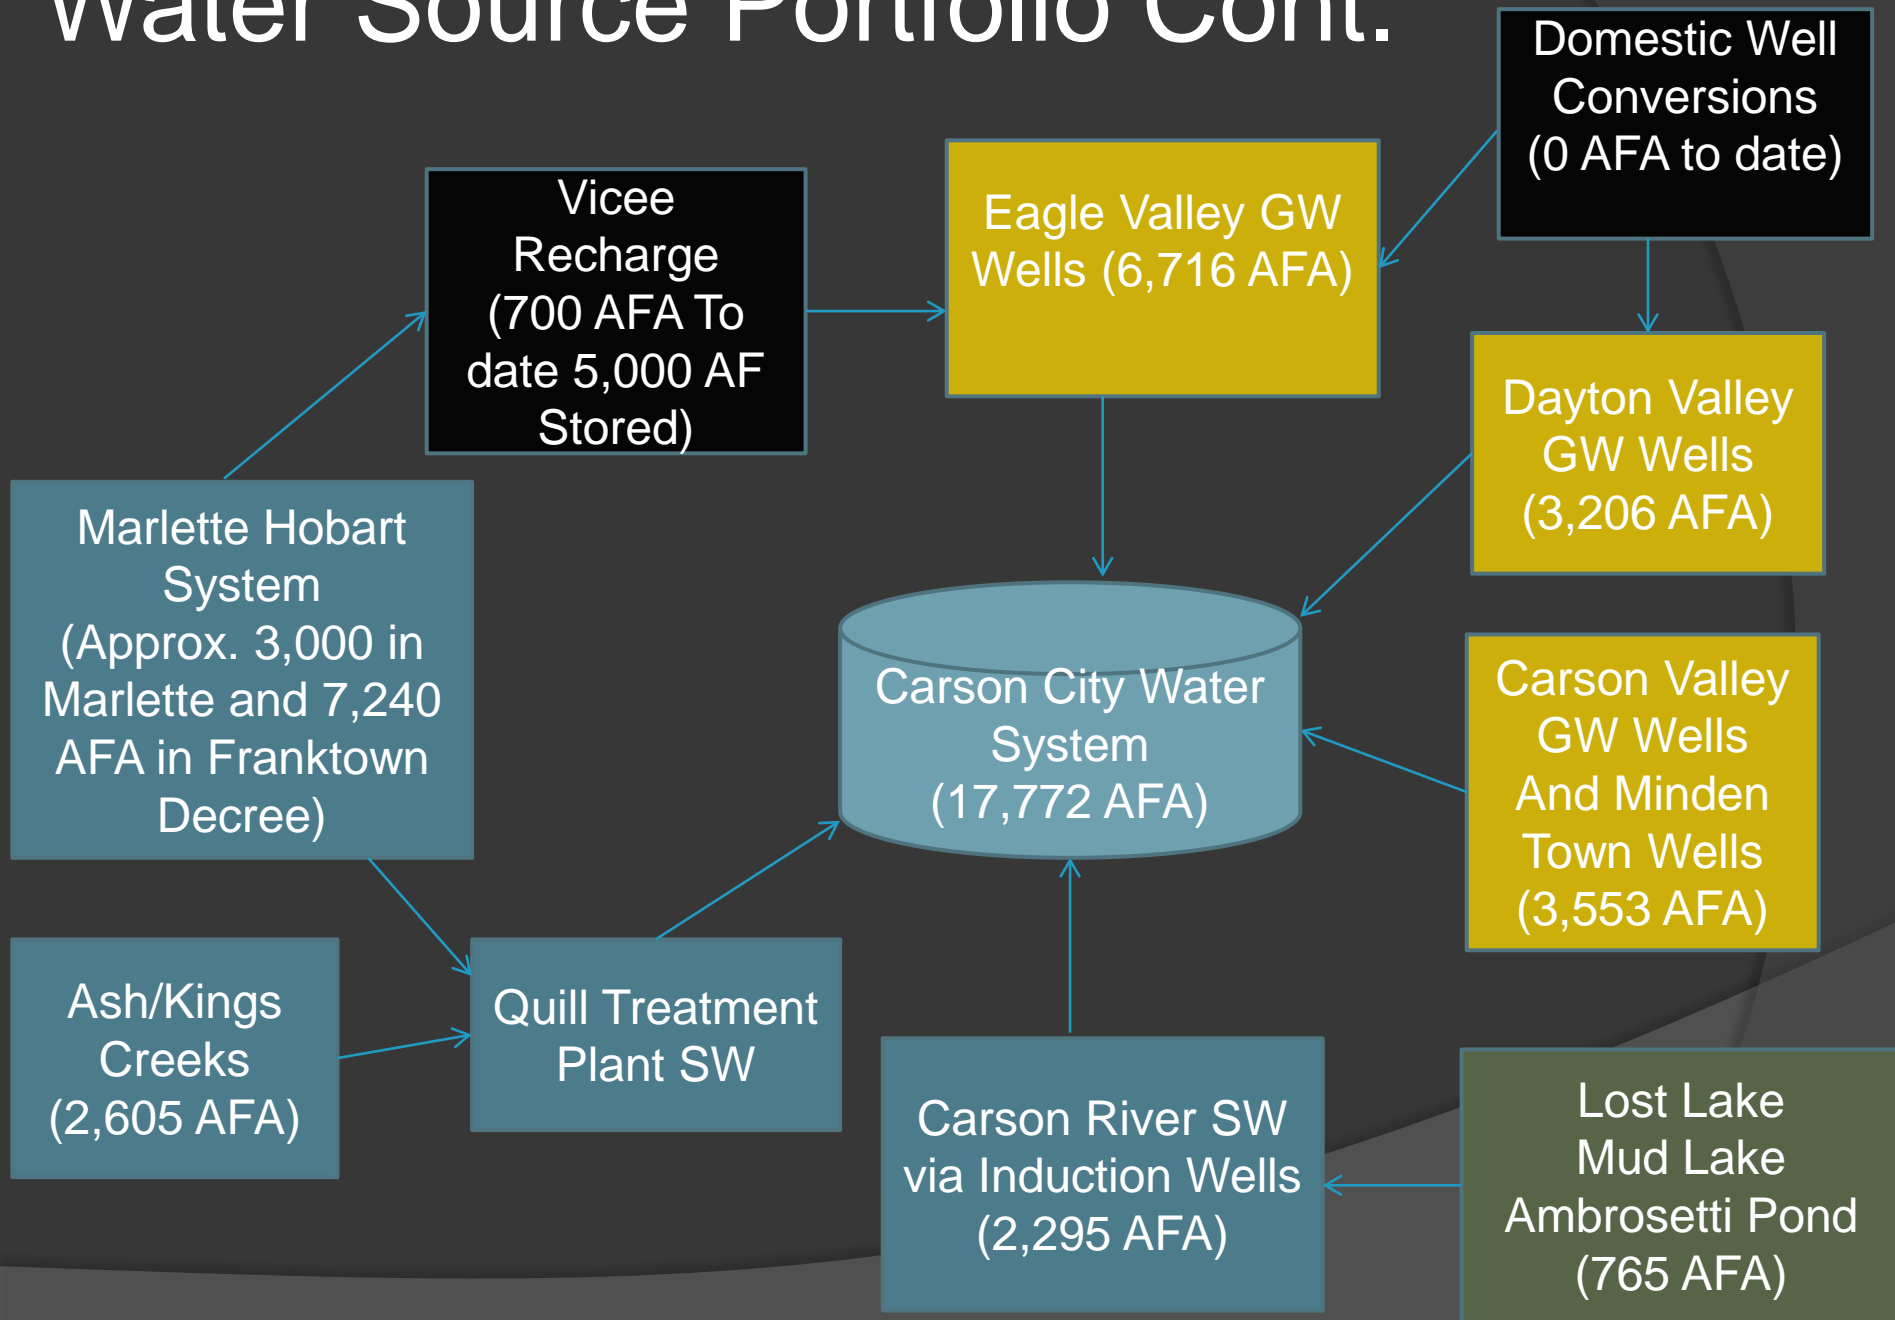 Water Source Portfolio Cont.
Domestic Well
Conversions
(0 AFA to date)
Vicee
Recharge
(700 AFA To
date 5,000 AF
Stored)
Eagle Valley GW
Wells (6,716 AFA)
Dayton Valley
GW Wells
(3,206 AFA)
Marlette Hobart
System
(Approx. 3,000 in
Marlette and 7,240
AFA in Franktown
Decree)
Carson City Water
System
(17,772 AFA)
Carson Valley
GW Wells
And Minden
Town Wells
(3,553 AFA)
Ash/Kings
Creeks
(2,605 AFA)
Quill Treatment
Plant SW
Carson River SW
via Induction Wells
(2,295 AFA)
Lost Lake
Mud Lake
Ambrosetti Pond
(765 AFA)